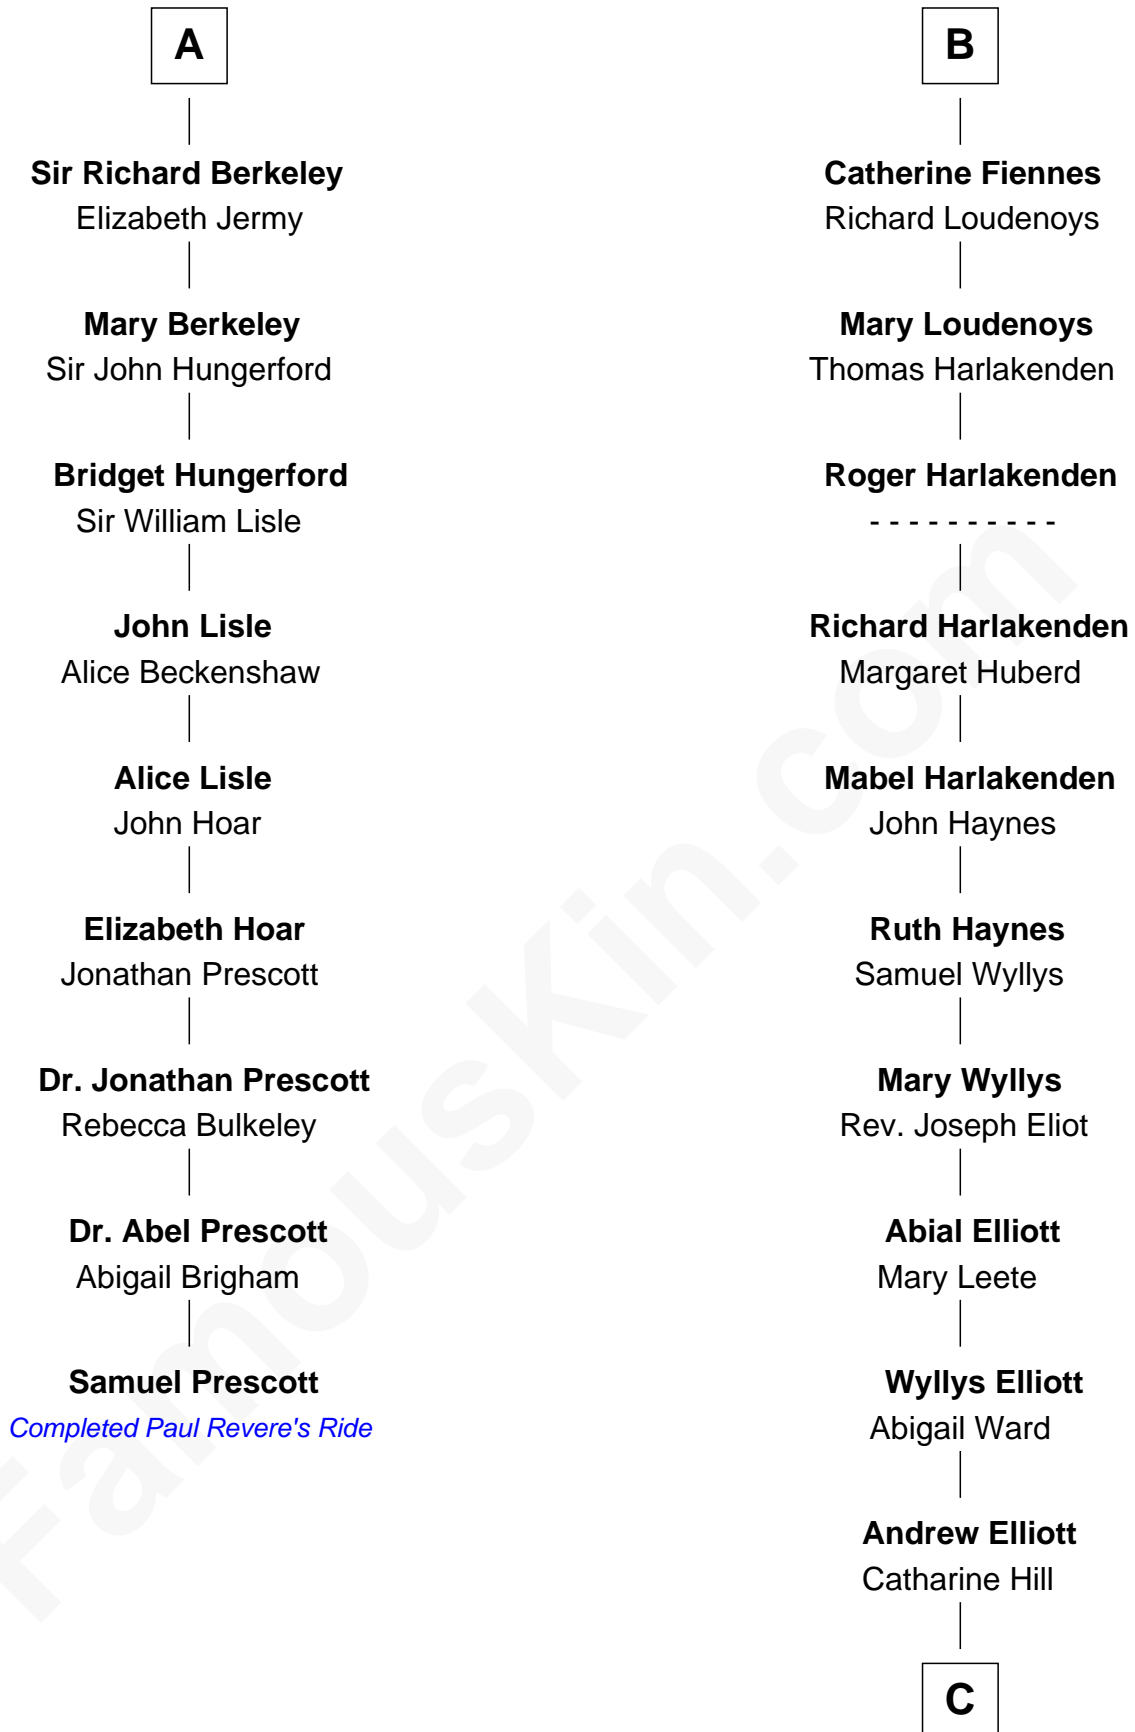 A
Sir Richard Berkeley
Elizabeth Jermy
Mary Berkeley
Sir John Hungerford
Bridget Hungerford
Sir William Lisle
John Lisle
Alice Beckenshaw
Alice Lisle
John Hoar
Elizabeth Hoar
Jonathan Prescott
Dr. Jonathan Prescott
Rebecca Bulkeley
Dr. Abel Prescott
Abigail Brigham
Samuel Prescott
Completed Paul Revere's Ride
B
Catherine Fiennes
Richard Loudenoys
Mary Loudenoys
Thomas Harlakenden
Roger Harlakenden
- - - - - - - - - -
Richard Harlakenden
Margaret Huberd
Mabel Harlakenden
John Haynes
Ruth Haynes
Samuel Wyllys
Mary Wyllys
Rev. Joseph Eliot
Abial Elliott
Mary Leete
Wyllys Elliott
Abigail Ward
Andrew Elliott
Catharine Hill
C
FamousKin.com